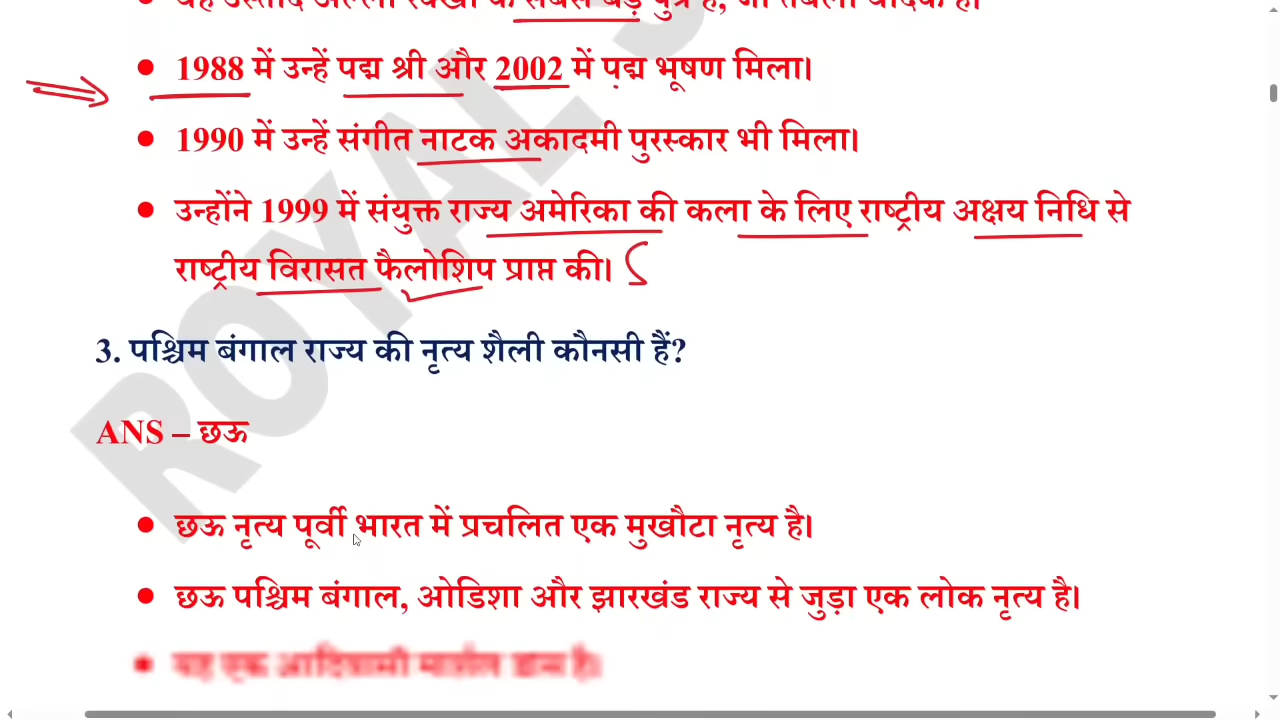 1988 में उन्हें पद्म श्री और 2002 में पद्म भूषण मिला।
1990 में उन्हें संगीत नाटक अकादमी पुरस्कार भी मिला।
उन्होंने 1999 में संयुक्त राज्य अमेरिका की कला के लिए राष्ट्रीय अक्षय निधि से
राष्ट्रीय विरासत फैलोशिप प्राप्त की।
3. पश्चिम बंगाल राज्य की नृत्य शैली कौनसी हैं?
ANS – छऊ
छऊ नृत्य पूर्वी भारत में प्रचलित एक मुखौटा नृत्य है।
छऊ पश्चिम बंगाल, ओडिशा और झारखंड राज्य से जुड़ा एक लोक नृत्य है।
ROYAL S